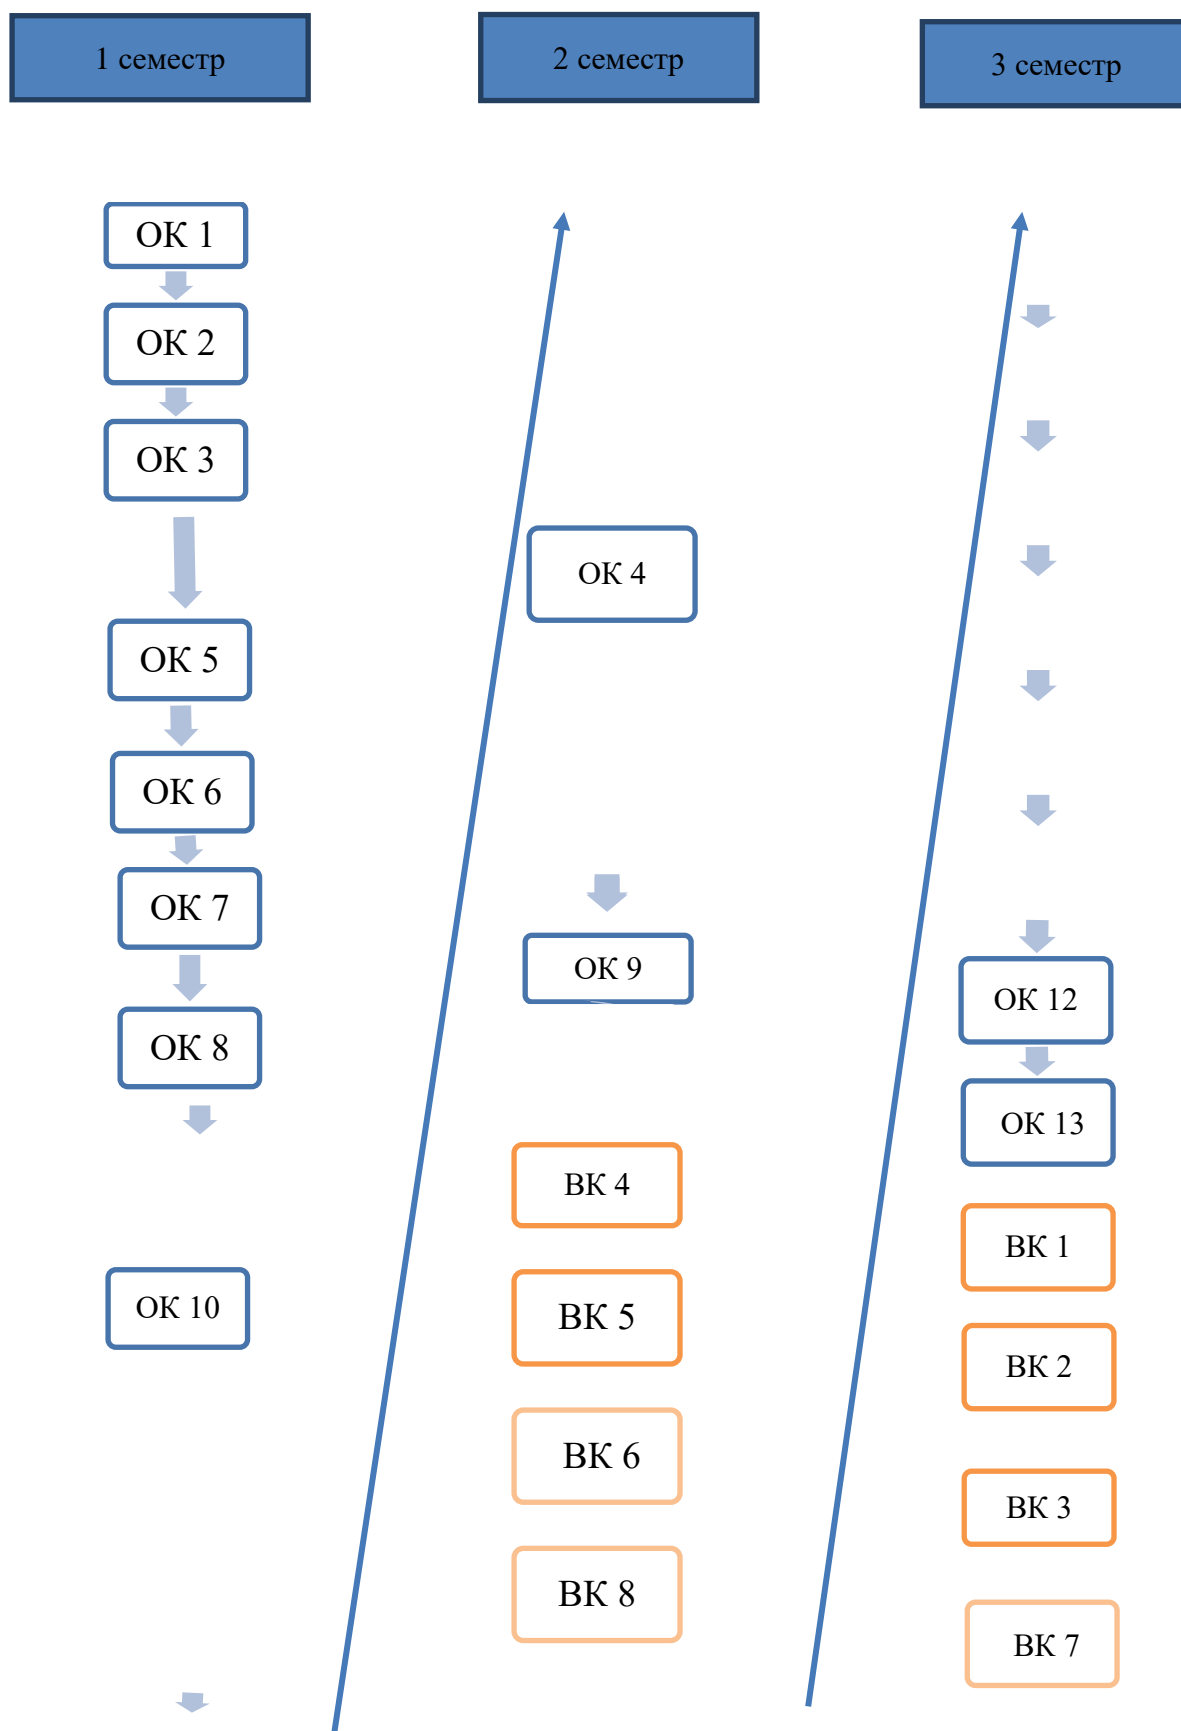 1 семестр
2 семестр
3 семестр
ОК 1
ОК 2
ОК 3
ОК 5
ОК 6
ОК 7
ОК 8
ОК 10
ОК 4
ОК 9
ВК 4
ВК 5
ВК 6
ВК 8
ОК 12
ОК 13
ВК 1
ВК 2
ВК 3
ВК 7